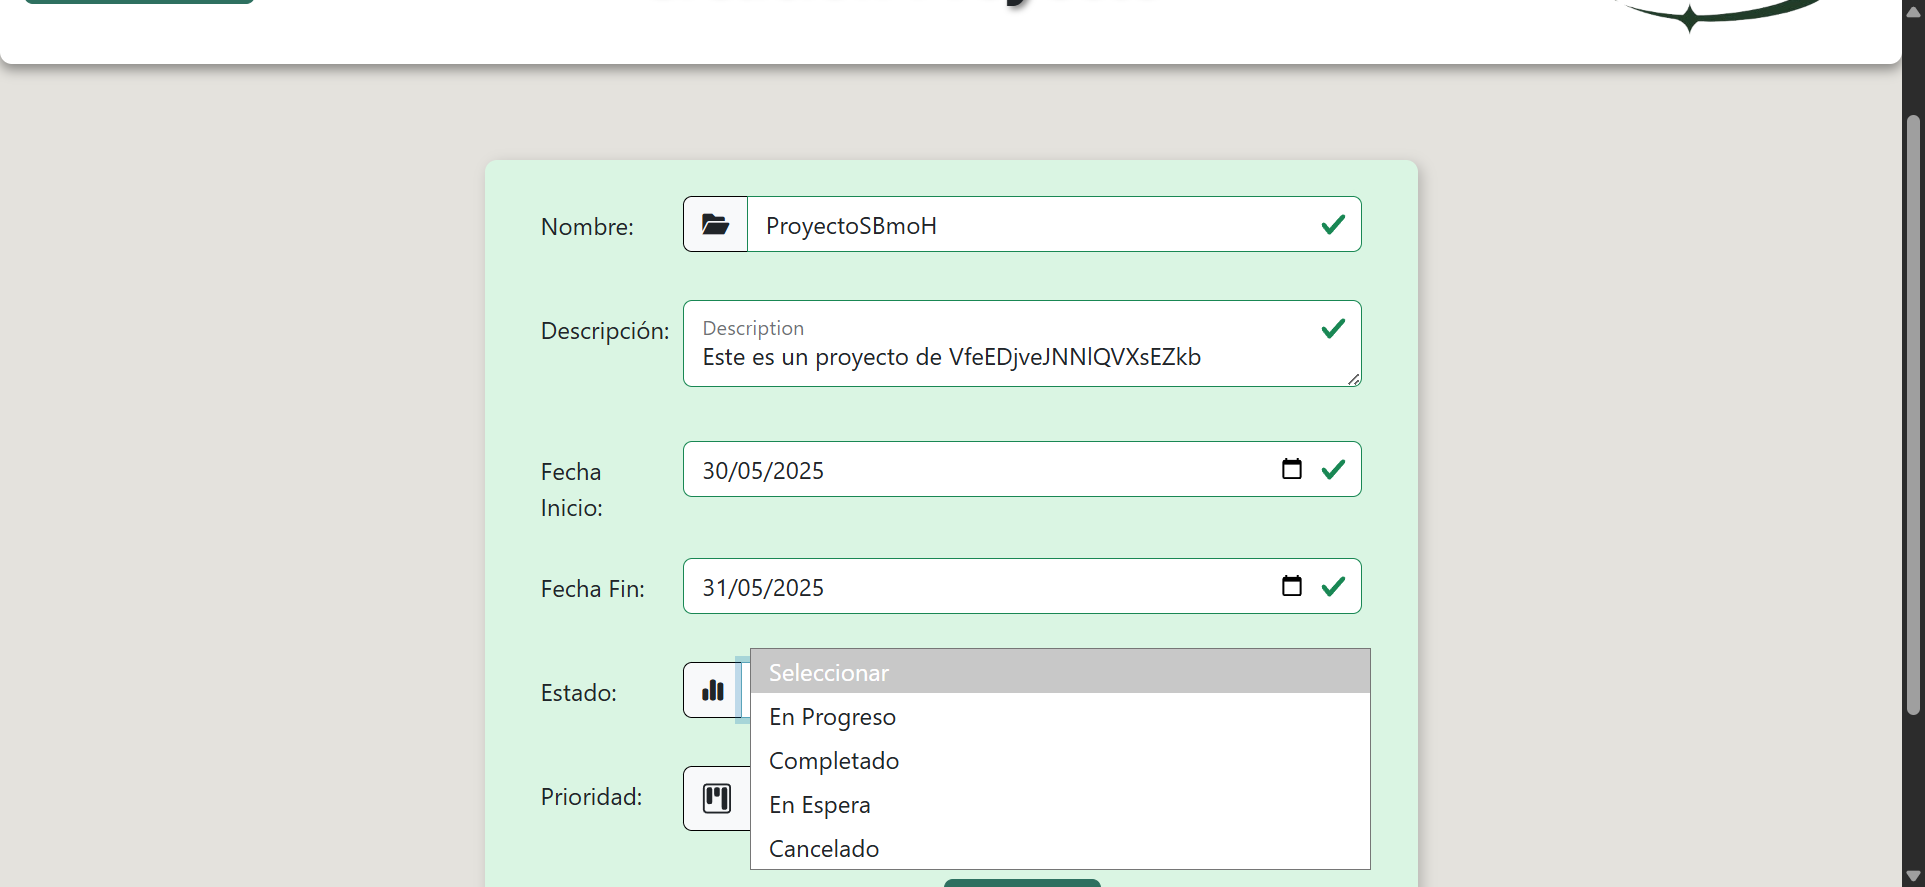 Nombre:
ProyectoSBmoH
Descripción:
Description
Este es un proyecto de VfeEDjveJNNlQVXsEZkb
Fecha
Inicio:
30/05/2025
Fecha Fin:
31/05/2025
Estado:
Seleccionar
En Progreso
Completado
En Espera
Cancelado
Prioridad: